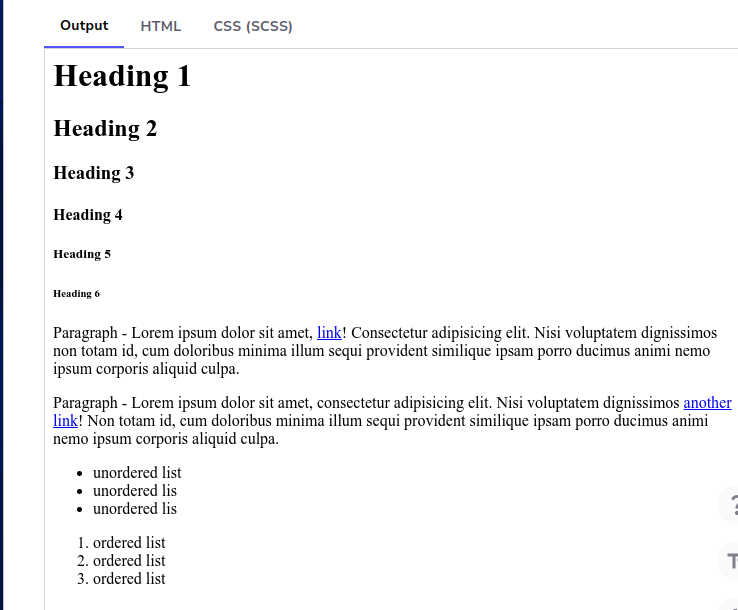 Output HTML CSS (SCSS)
Heading 1
Heading 2
Heading 3
Heading 4
Heading 5
Heading 6
Paragraph - Lorem ipsum dolor sit amet, link! Consectetur adipisicing elit. Nisi voluptatem dignissimos
non totam id, cum doloribus minima illum sequi provident similique ipsam porro ducimus animi nemo
ipsum corporis aliquid culpa.
Paragraph - Lorem ipsum dolor sit amet, consectetur adipisicing elit. Nisi voluptatem dignissimos another
link! Non totam id, cum doloribus minima illum sequi provident similique ipsam porro ducimus animi
nemo ipsum corporis aliquid culpa.
• unordered list
• unordered lis
• unordered lis
?
1. ordered list
2. ordered list
3. ordered list